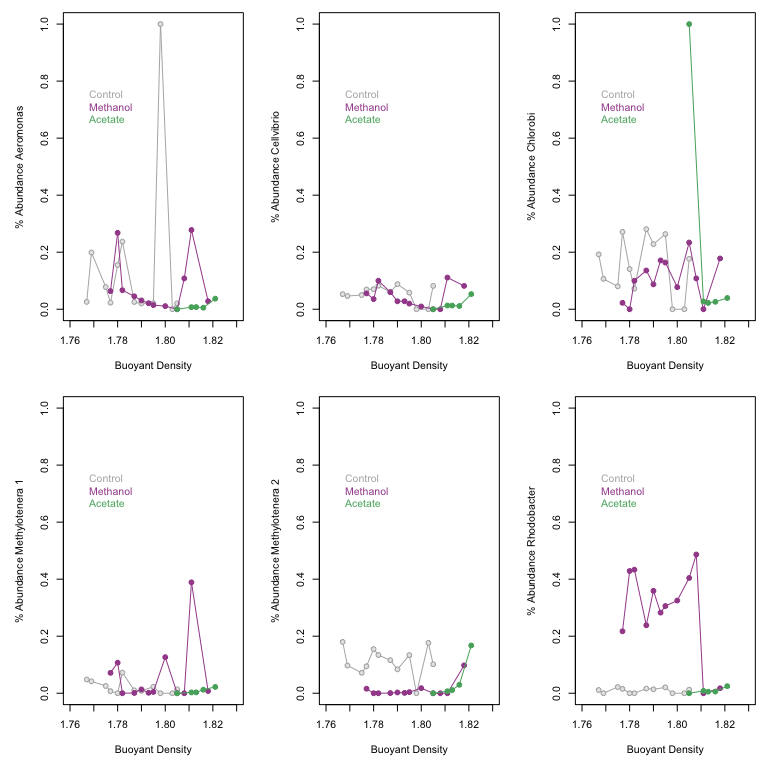 % Abundance Aeromonas
1.0
0.8
0.6
0.4
0.2
0.0
Control
Methanol
Acetate
1.76 1.78 1.80 1.82
Buoyant Density
% Abundance Cellvibrio
1.0
0.8
0.6
0.4
0.2
0.0
Control
Methanol
Acetate
1.76 1.78 1.80 1.82
Buoyant Density
% Abundance Chlorobi
1.0
0.8
0.6
0.4
0.2
0.0
Control
Methanol
Acetate
1.76 1.78 1.80 1.82
Buoyant Density
% Abundance Methylotenera 1
1.0
0.8
0.6
0.4
0.2
0.0
Control
Methanol
Acetate
1.76 1.78 1.80 1.82
Buoyant Density
% Abundance Methylotenera 2
1.0
0.8
0.6
0.4
0.2
0.0
Control
Methanol
Acetate
1.76 1.78 1.80 1.82
Buoyant Density
% Abundance Rhodobacter
1.0
0.8
0.6
0.4
0.2
0.0
Control
Methanol
Acetate
1.76 1.78 1.80 1.82
Buoyant Density